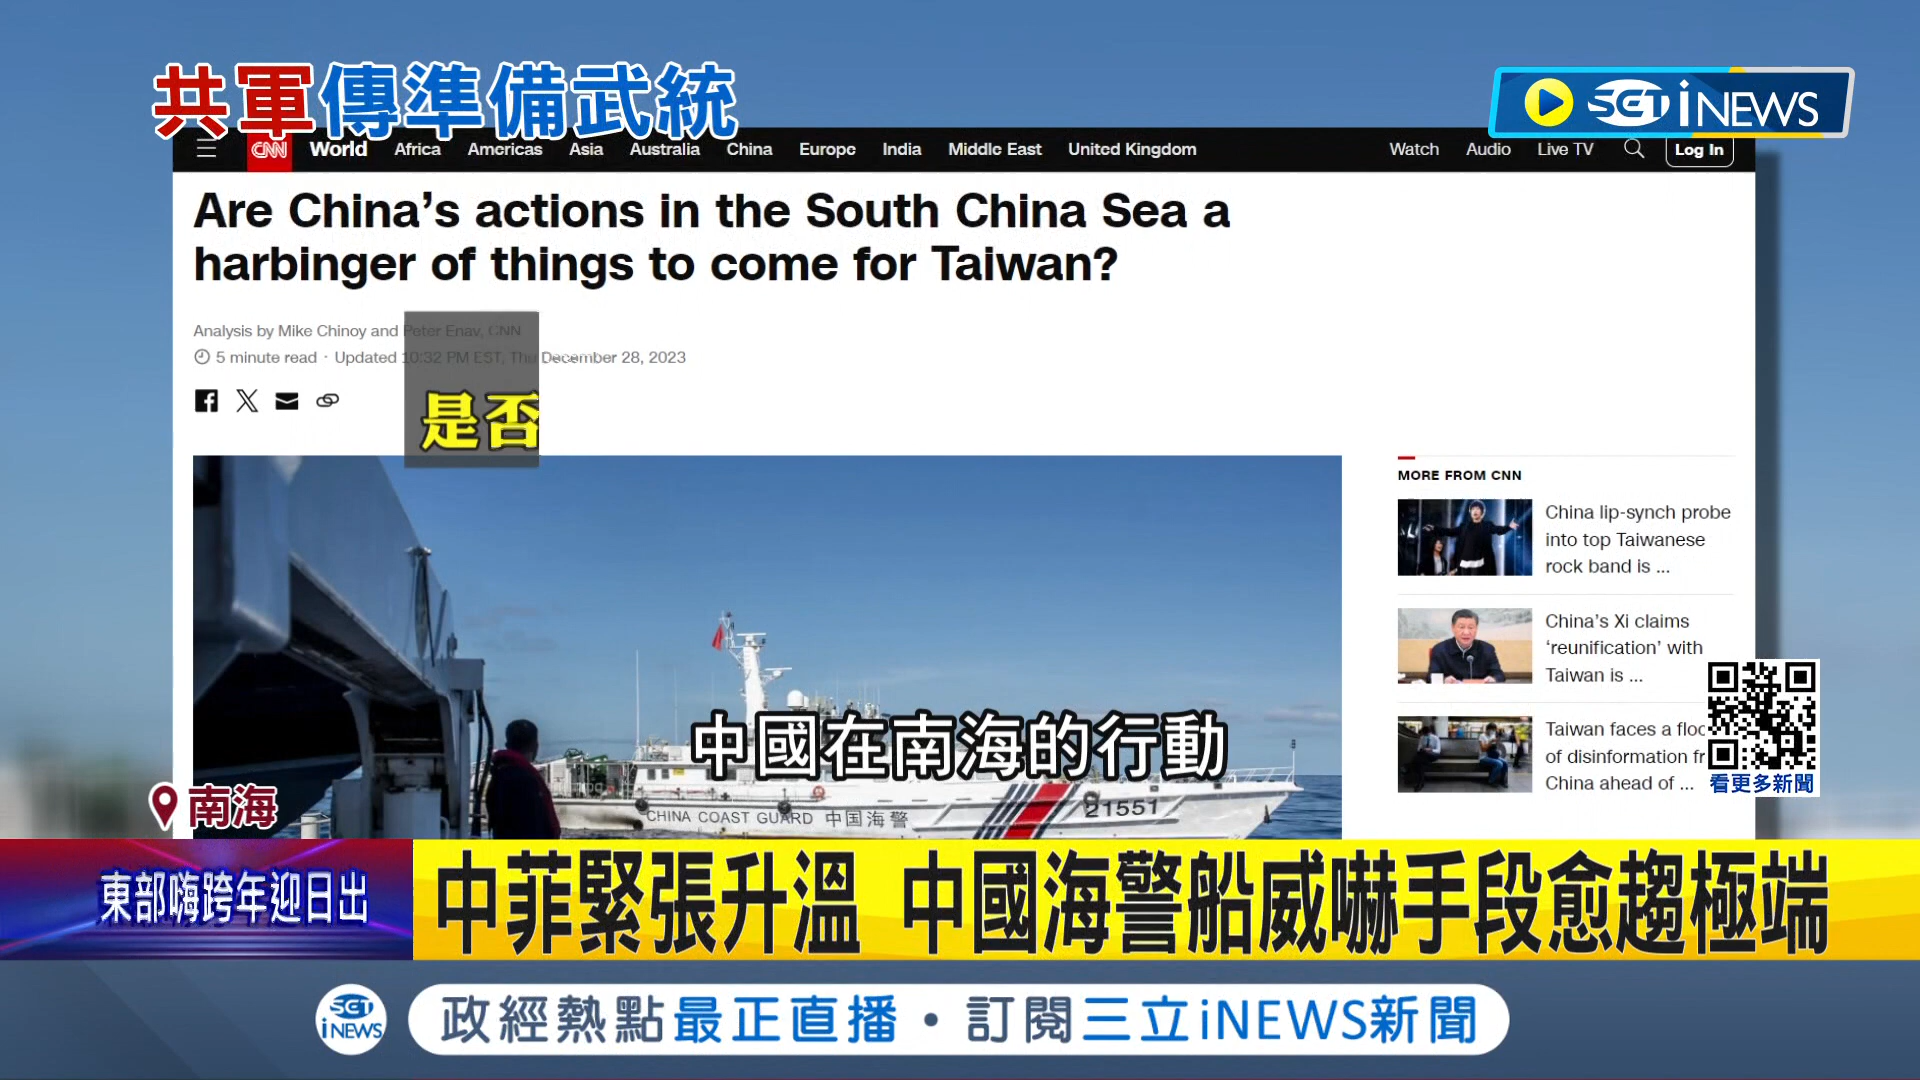 共軍傳準備武統
SET iNEWS
CNN World Africa Americas Asia Australia China Europe India Middle East United Kingdom Watch Audio Live TV Log In
Are China's actions in the South China Sea a
harbinger of things to come for Taiwan?
Analysis by Mike Chinoy and Peter Enav, CNN
5 minute read · Updated 10:32 PM EST, Thu December 28, 2023
是否
MORE FROM CNN
China lip-synch probe
into top Taiwanese
rock band is ...
China's Xi claims
'reunification' with
Taiwan is ...
Taiwan faces a
of disinformation
China ahead of ...
看更多新聞
中國在南海的行動
CHINA COAST GUARD 中国海警
21551
南海
東部嗨跨年迎日出
中菲緊張升溫 中國海警船威嚇手段愈趨極端
SET iNEWS
政經熱點最正直播・訂閱三立iNEWS新聞